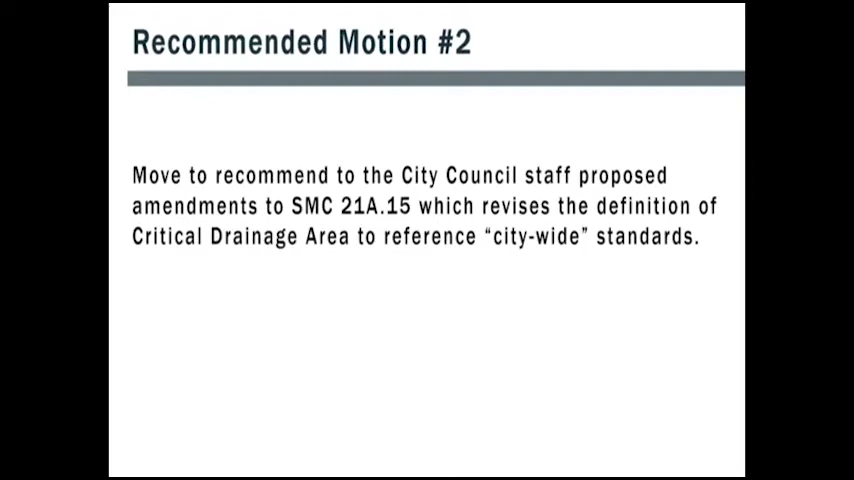 Recommended Motion #2
Move to recommend to the City Council staff proposed
amendments to SMC 21A.15 which revises the definition of
Critical Drainage Area to reference “city-wide” standards.